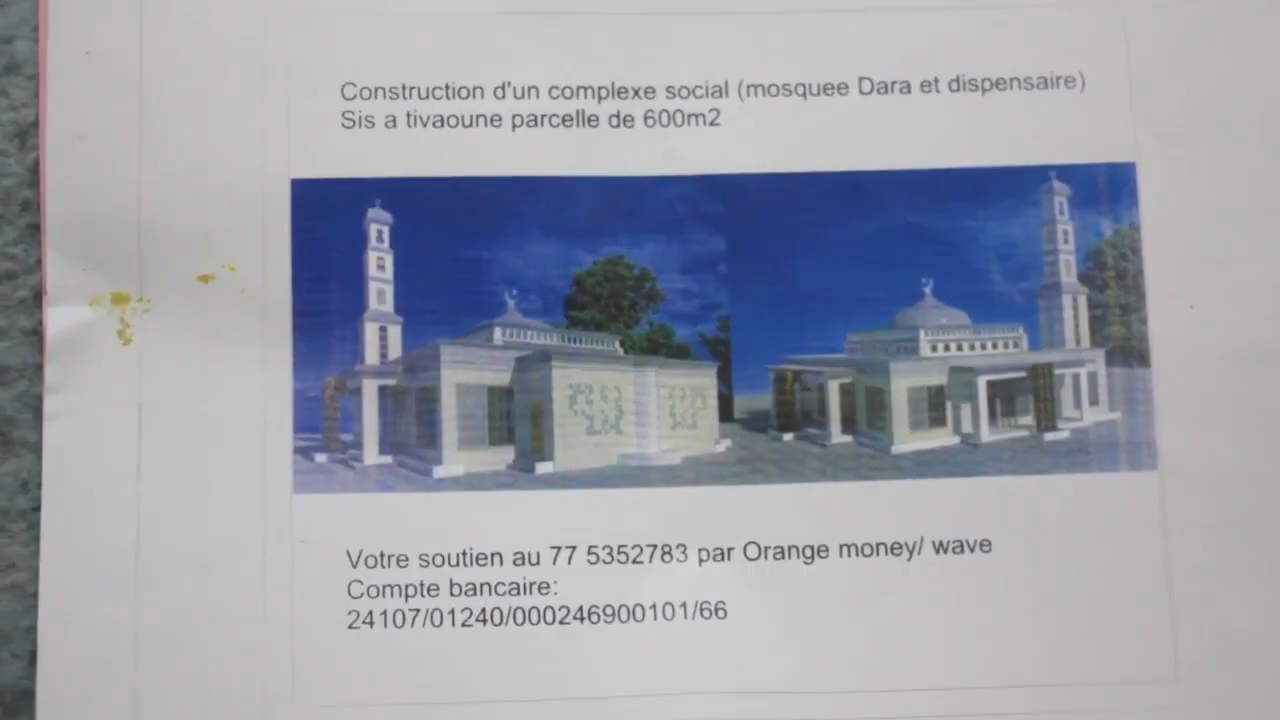 Construction d'un complexe social (mosquee Dara et dispensaire)
Sis a tivaoune parcelle de 600m2
Votre soutien au 77 5352783 par Orange money/ wave
Compte bancaire:
24107/01240/000246900101/66